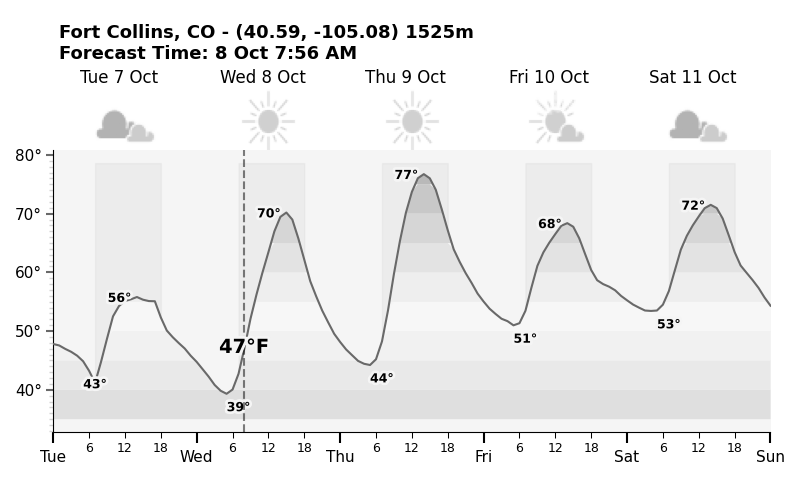 Fort Collins, CO - (40.59, -105.08) 1525m
Forecast Time: 8 Oct 7:56 AM
Tue 7 Oct Wed 8 Oct Thu 9 Oct Fri 10 Oct Sat 11 Oct
80°
77°
70° 70° 72°
68°
60°
56°
50° 51° 53°
47°F
43° 44°
40° 39°
6 12 18 6 12 18 6 12 18 6 12 18 6 12 18
Tue Wed Thu Fri Sat Sun